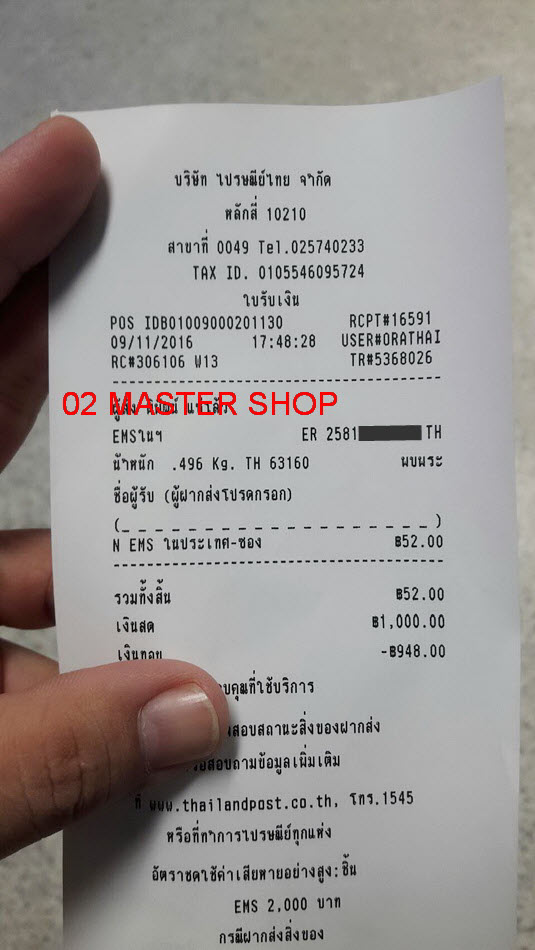 บริษัท ไปรษณีย์ไทย จำกัด
หลักสี่ 10210
สาขาที่ 0049 Tel.025740233
TAX ID. 0105546095724
ใบรับเงิน
POS IDB01009000201130 RCPT#16591
09/11/2016 17:48:28 USER#ORATHAI
RC#306106 W13 TR#5368026
02 MASTER SHOP
EMSในฯ ER 2581 TH
น้ำหนัก .496 Kg. TH 63160 ผบพระ
ชื่อผู้รับ (ผู้ฝากส่งโปรดกรอก)
(_ _ _ _ _ _ _ _ _ _ _ _ _ _ _ _ _ _ _)
N EMS ในประเทศ-ซอง ฿52.00
รวมทั้งสิ้น ฿52.00
เงินสด ฿1,000.00
เงินทอน -฿948.00
บคุณที่ใช้บริการ
สอบสถานะสิ่งของฝากส่ง
สอบถามข้อมูลเพิ่มเติม
ที่ www.thailandpost.co.th, โทร.1545
หรือที่ทำการไปรษณีย์ทุกแห่ง
อัตราชดใช้ค่าเสียหายอย่างสูง:ชิ้น
EMS 2,000 บาท
กรณีฝากส่งสิ่งของ